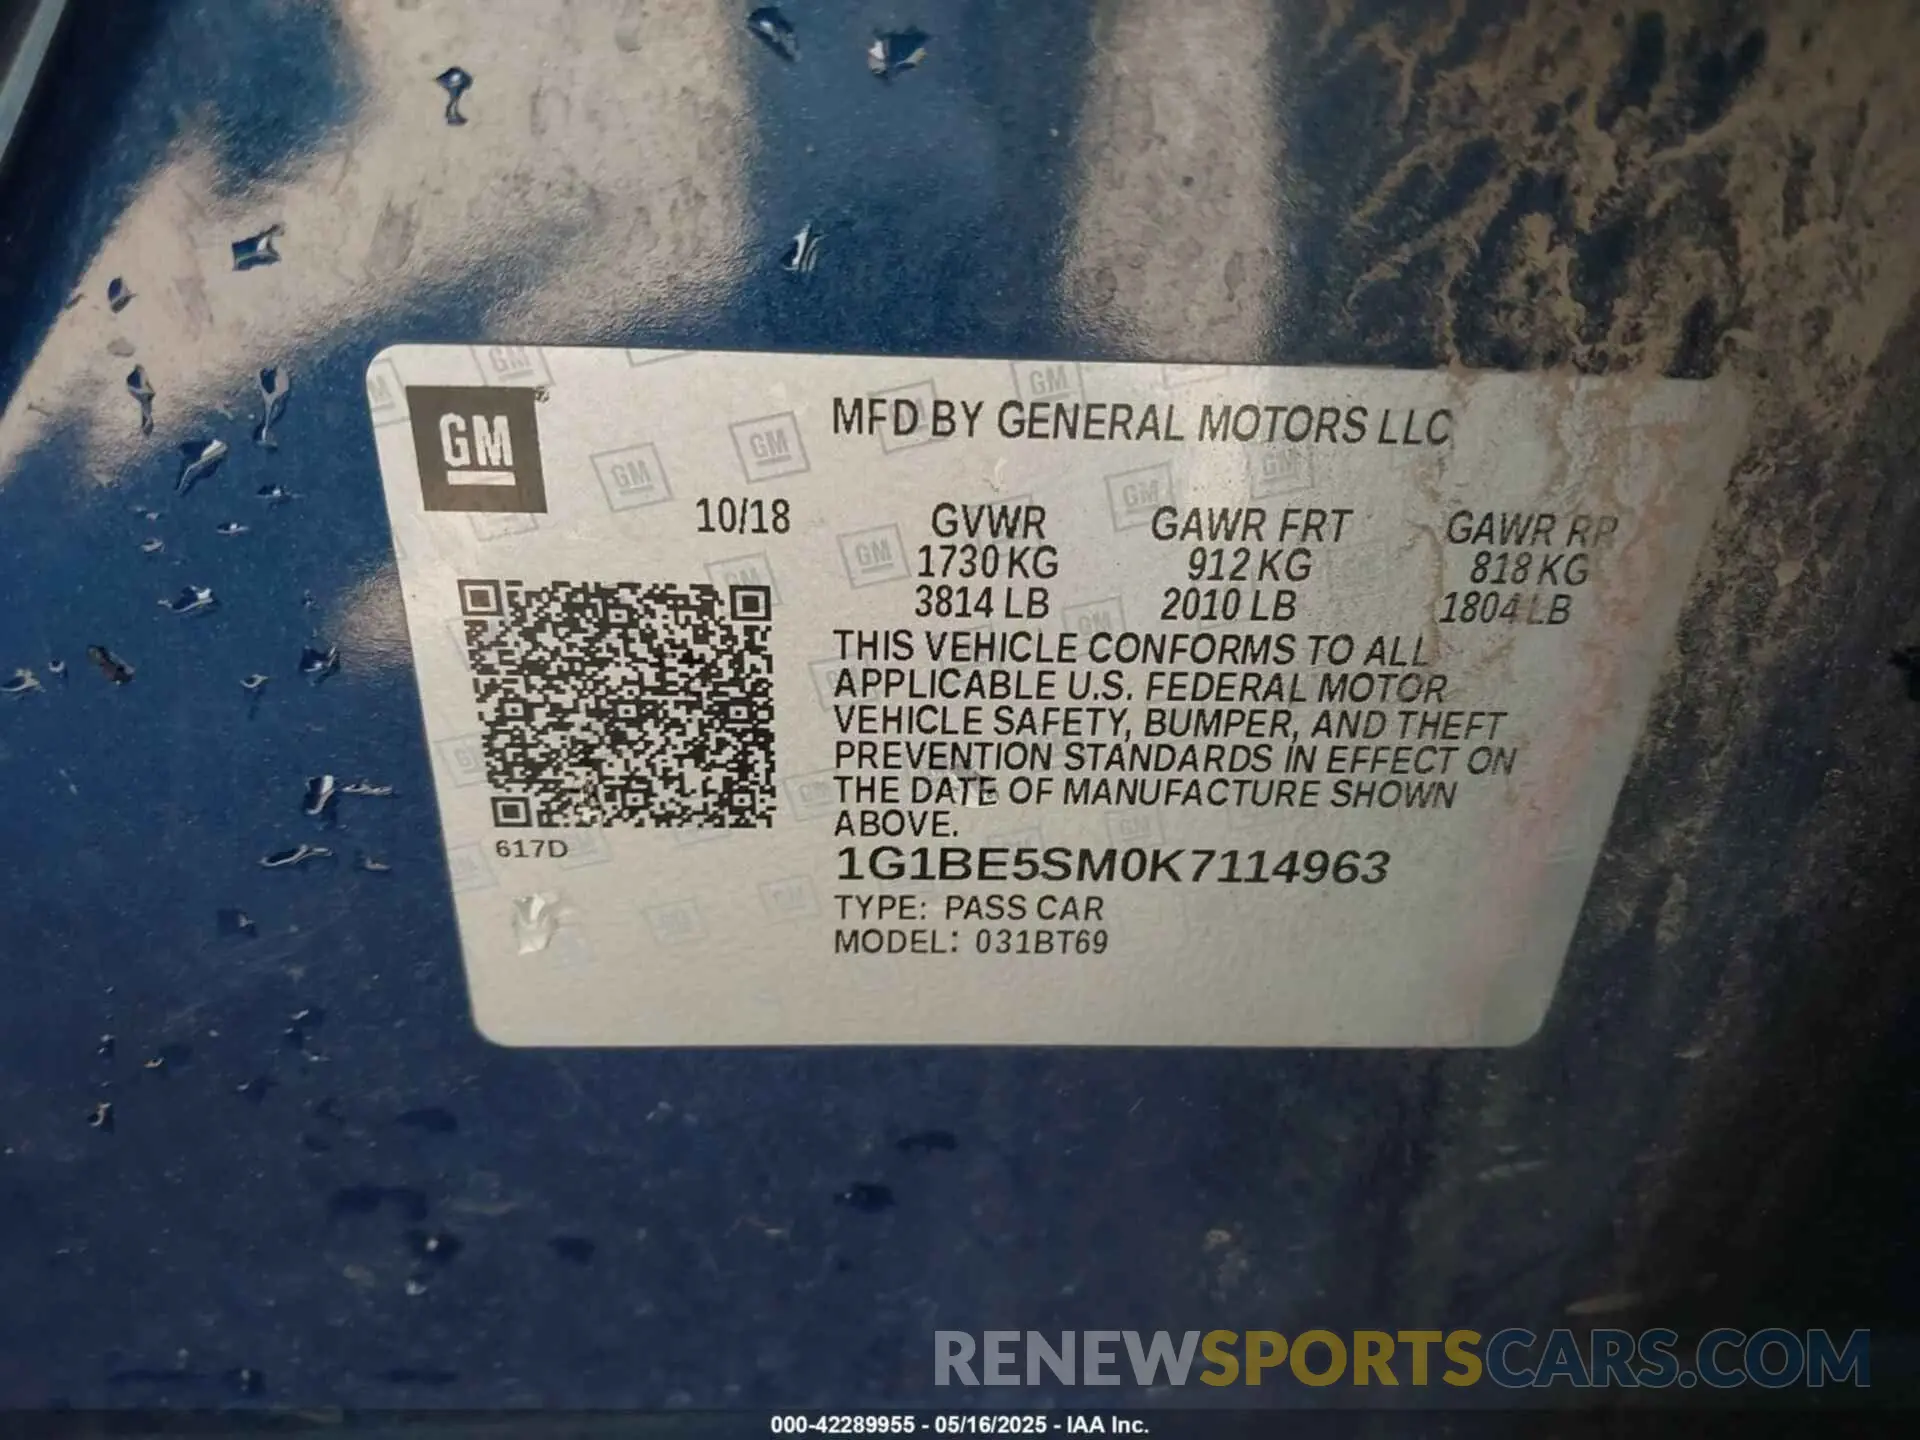 GM
MFD BY GENERAL MOTORS LLC
10/18 GVWR GAWR FRT GAWR RR
1730 KG 912 KG 818 KG
3814 LB 2010 LB 1804 LB
THIS VEHICLE CONFORMS TO ALL
APPLICABLE U.S. FEDERAL MOTOR
VEHICLE SAFETY, BUMPER, AND THEFT
PREVENTION STANDARDS IN EFFECT ON
THE DATE OF MANUFACTURE SHOWN
ABOVE.
617D
1G1BE5SM0K7114963
TYPE: PASS CAR
MODEL: 031BT69
RENEWSPORTSCARS.COM
000-42289955 - 05/16/2025 - IAA Inc.